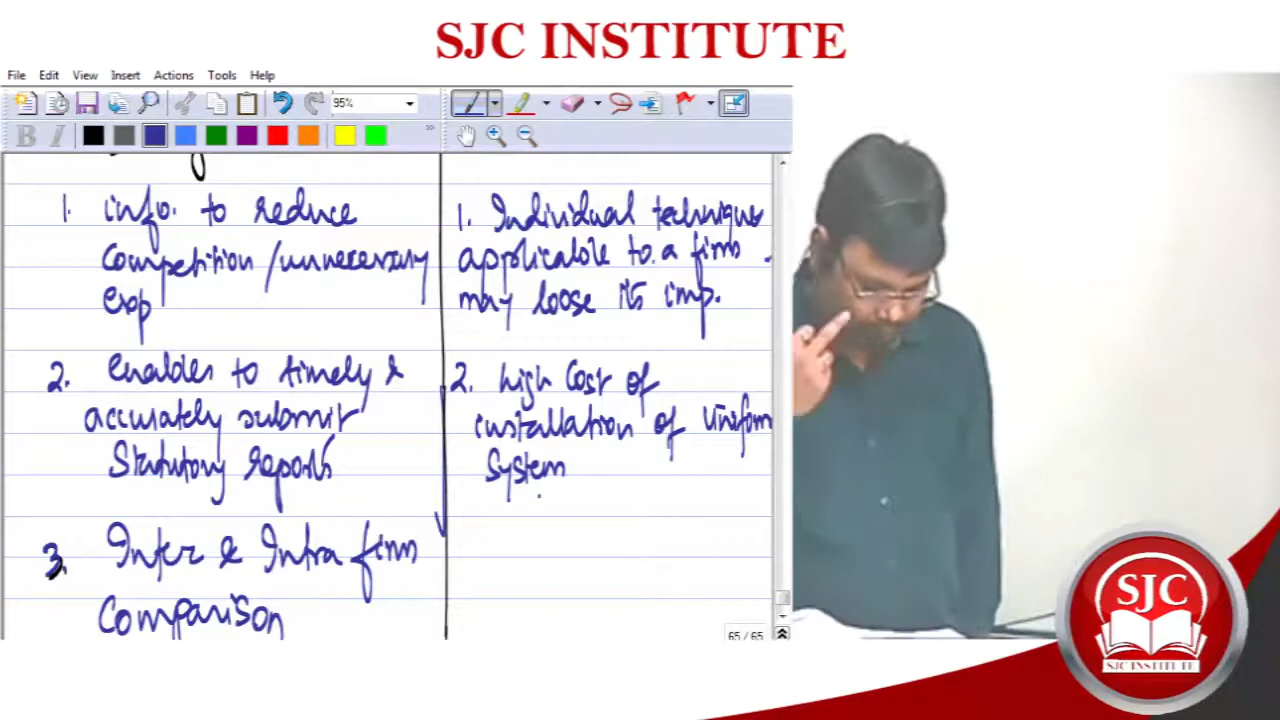 SJC INSTITUTE
File Edit View Insert Actions Tools Help
95%
B I
1. info. to reduce
Competition / unnecessary
exp
2. enables to timely &
accurately submit
Statutory reports
3. Inter & Intra firm
Comparison
1. Individual techniques
applicable to a firm
may loose its imp.
2. high Cost of
installation of Uniform
System
65 / 65
SJC
SJC INSTITUTE